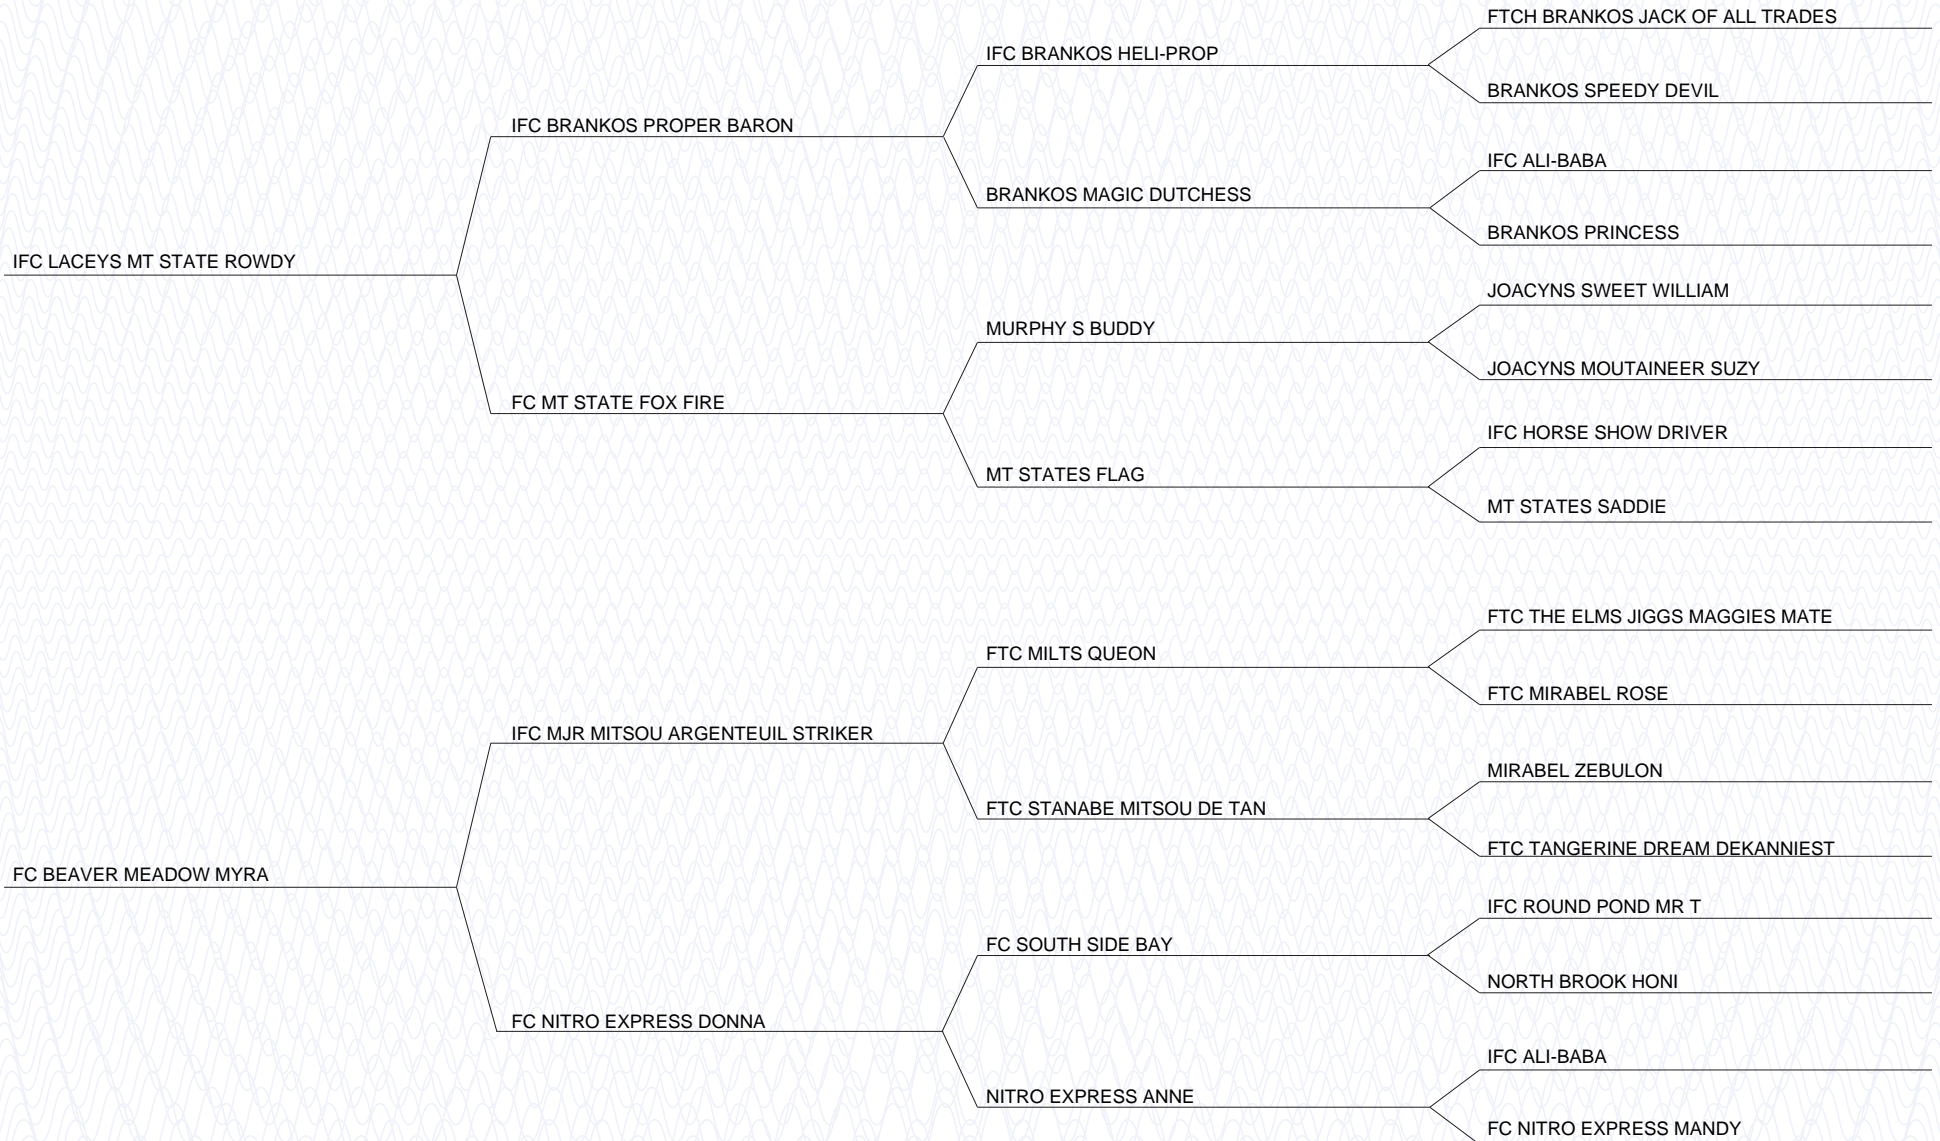 FTCH BRANKOS JACK OF ALL TRADES
IFC BRANKOS HELI-PROP
BRANKOS SPEEDY DEVIL
IFC BRANKOS PROPER BARON
IFC ALI-BABA
BRANKOS MAGIC DUTCHESS
BRANKOS PRINCESS
IFC LACEYS MT STATE ROWDY
JOACYNS SWEET WILLIAM
MURPHY S BUDDY
JOACYNS MOUTAINEER SUZY
FC MT STATE FOX FIRE
IFC HORSE SHOW DRIVER
MT STATES FLAG
MT STATES SADDIE
FTC THE ELMS JIGGS MAGGIES MATE
FTC MILTS QUEON
FTC MIRABEL ROSE
IFC MJR MITSOU ARGENTEUIL STRIKER
MIRABEL ZEBULON
FTC STANABE MITSOU DE TAN
FTC TANGERINE DREAM DEKANNIEST
FC BEAVER MEADOW MYRA
IFC ROUND POND MR T
FC SOUTH SIDE BAY
NORTH BROOK HONI
FC NITRO EXPRESS DONNA
IFC ALI-BABA
NITRO EXPRESS ANNE
FC NITRO EXPRESS MANDY